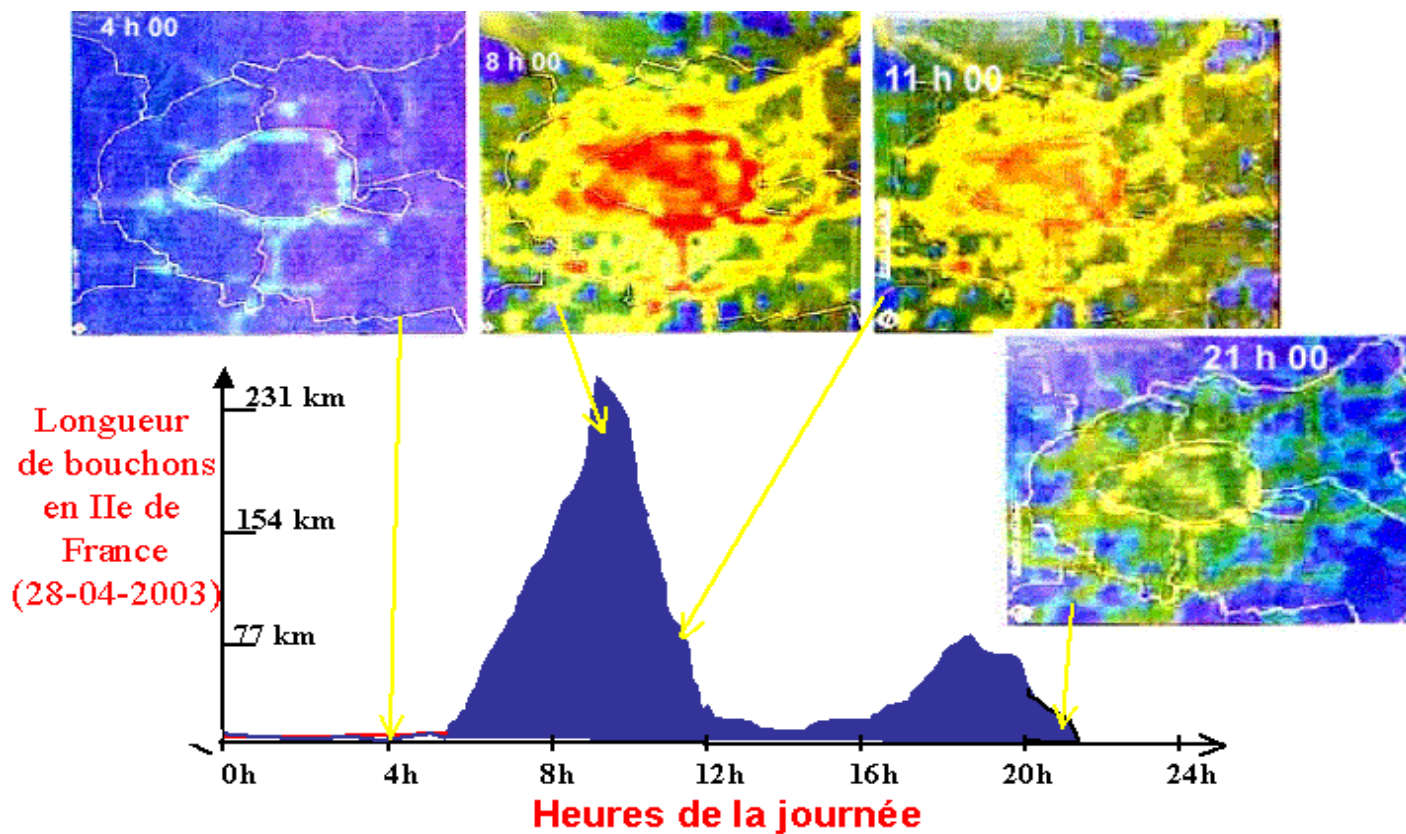 4 h 00
8 h 00
11 h 00
21 h 00
231 km
154 km
77 km
Longueur
de bouchons
en IIe de
France
(28-04-2003)
0h
4h
8h
12h
16h
20h
24h
Heures de la journée